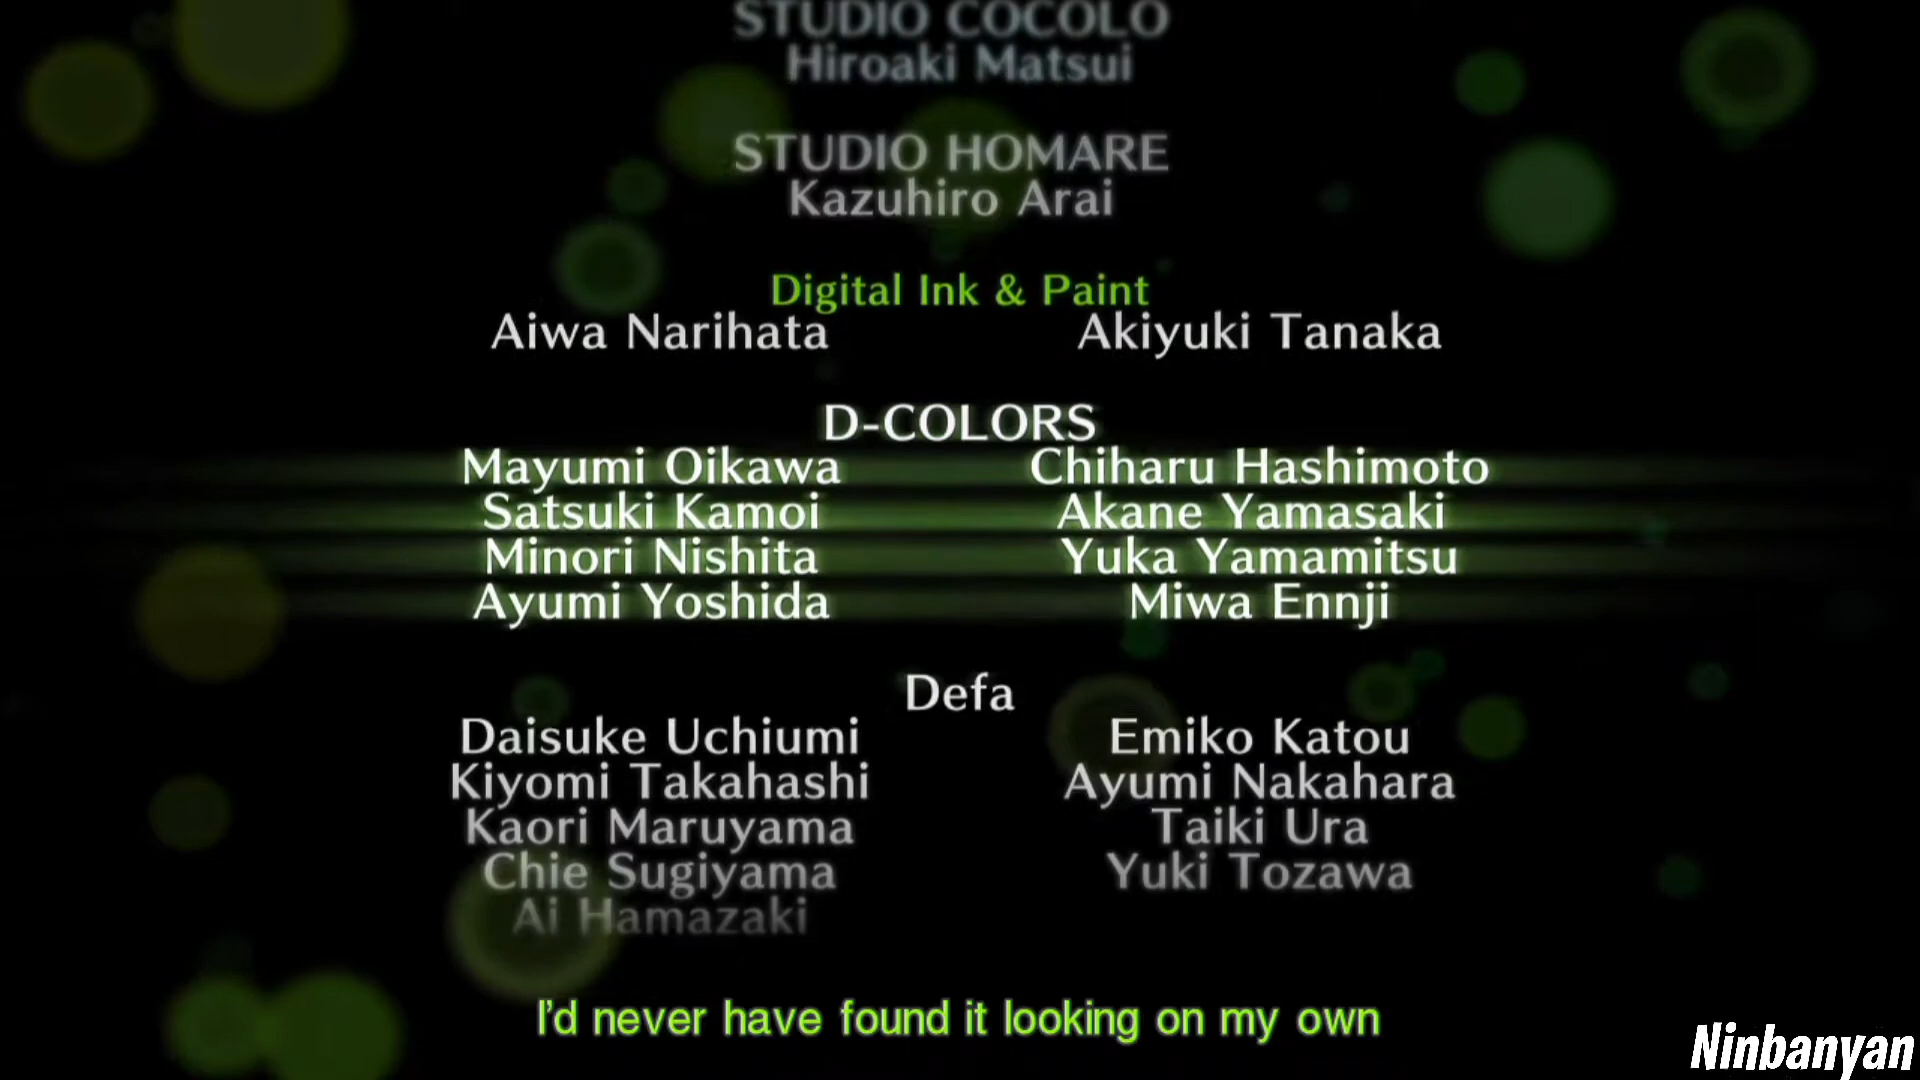 STUDIO COCOLO
Hiroaki Matsui
STUDIO HOMARE
Kazuhiro Arai
Digital Ink & Paint
Aiwa Narihata Akiyuki Tanaka
D-COLORS
Mayumi Oikawa Chiharu Hashimoto
Satsuki Kamoi Akane Yamasaki
Minori Nishita Yuka Yamamitsu
Ayumi Yoshida Miwa Ennji
Defa
Daisuke Uchiumi Emiko Katou
Kiyomi Takahashi Ayumi Nakahara
Kaori Maruyama Taiki Ura
Chie Sugiyama Yuki Tozawa
Ai Hamazaki
I'd never have found it looking on my own
Ninbanyan